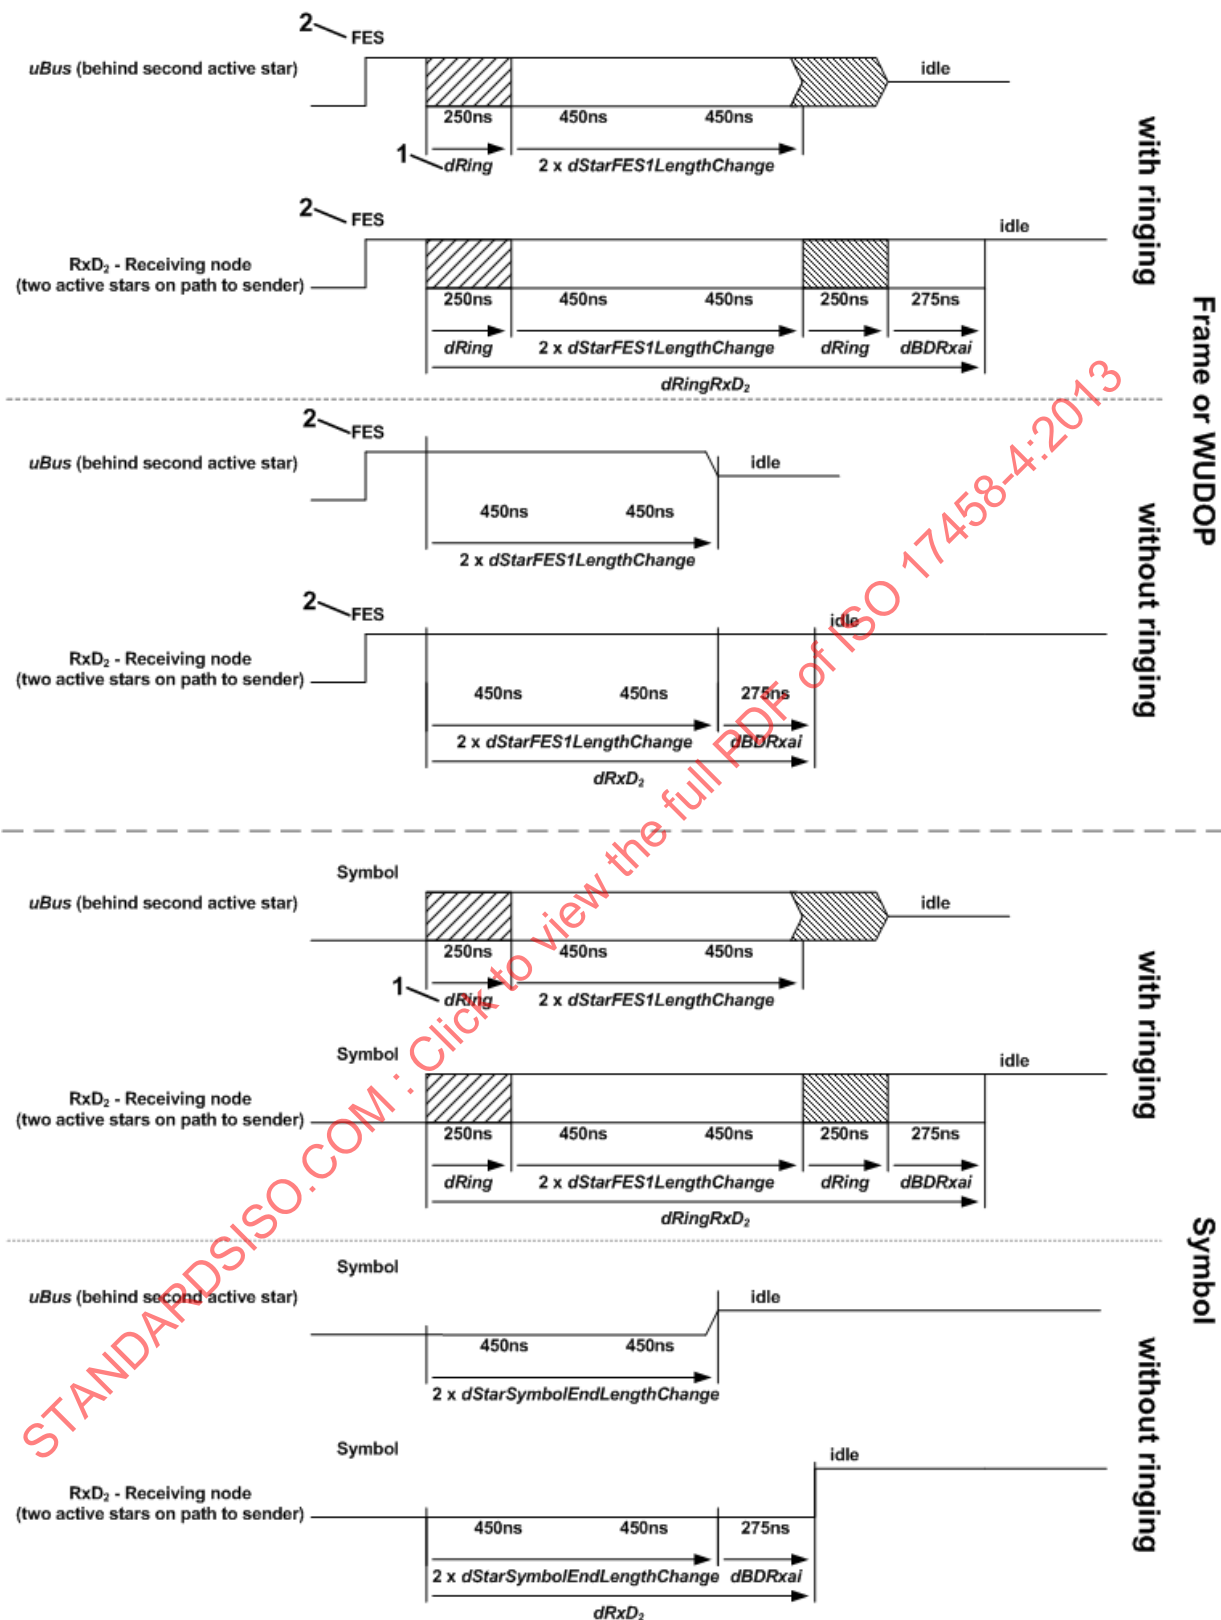 2
FES
uBus (behind second active star)
idle
250ns
450ns
450ns
1
dRing
2 x dStarFES1LengthChange
with ringing
2
FES
idle
RxD2 - Receiving node
(two active stars on path to sender)
250ns
450ns
450ns
250ns
275ns
dRing
2 x dStarFES1LengthChange
dRing
dBDRxai
dRingRxD2
Frame or WUDOP
2
FES
uBus (behind second active star)
idle
450ns
450ns
2 x dStarFES1LengthChange
without ringing
2
FES
idle
RxD2 - Receiving node
(two active stars on path to sender)
450ns
450ns
275ns
2 x dStarFES1LengthChange
dBDRxai
dRxD2
Symbol
uBus (behind second active star)
idle
250ns
450ns
450ns
1
dRing
2 x dStarFES1LengthChange
with ringing
Symbol
idle
RxD2 - Receiving node
(two active stars on path to sender)
250ns
450ns
450ns
250ns
275ns
dRing
2 x dStarFES1LengthChange
dRing
dBDRxai
dRingRxD2
Symbol
Symbol
uBus (behind second active star)
idle
450ns
450ns
2 x dStarSymbolEndLengthChange
without ringing
Symbol
idle
RxD2 - Receiving node
(two active stars on path to sender)
450ns
450ns
275ns
2 x dStarSymbolEndLengthChange
dBDRxai
dRxD2
STANDARDSISO.COM : Click to view the full PDF of ISO 17458-4:2013